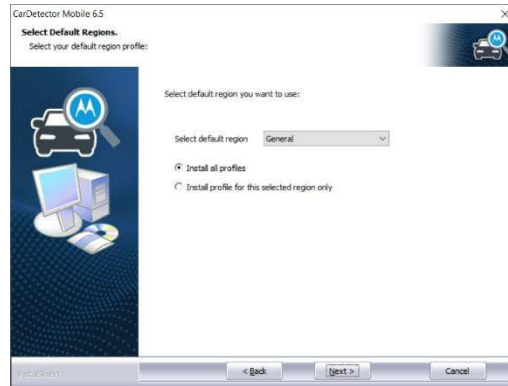 CarDetector Mobile 6.5
Select Default Regions.
Select your default region profile:
Select default region you want to use:
Select default region General
Install all profiles
Install profile for this selected region only
InstallShield
< Back Next > Cancel